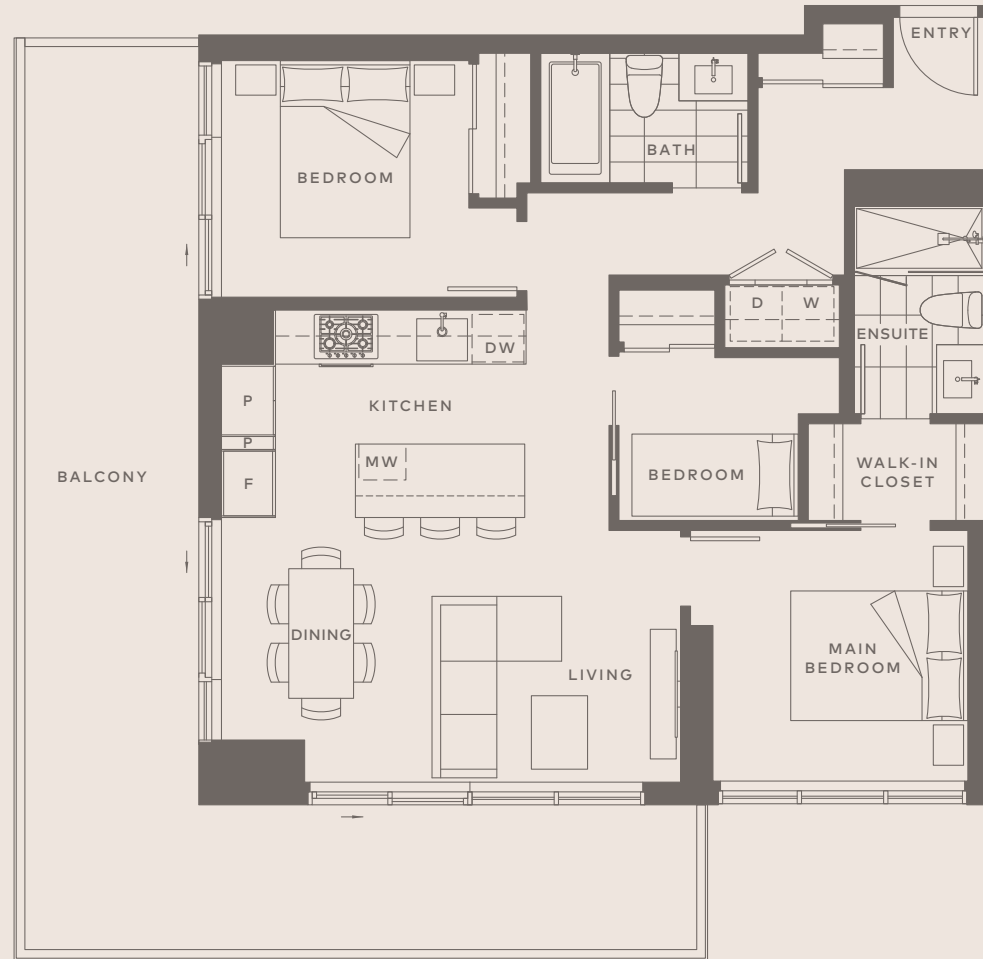 ENTRY
BATH
BEDROOM
D
W
ENSUITE
DW
P
KITCHEN
P
MW
F
BALCONY
BEDROOM
WALK-IN
CLOSET
DINING
LIVING
MAIN
BEDROOM